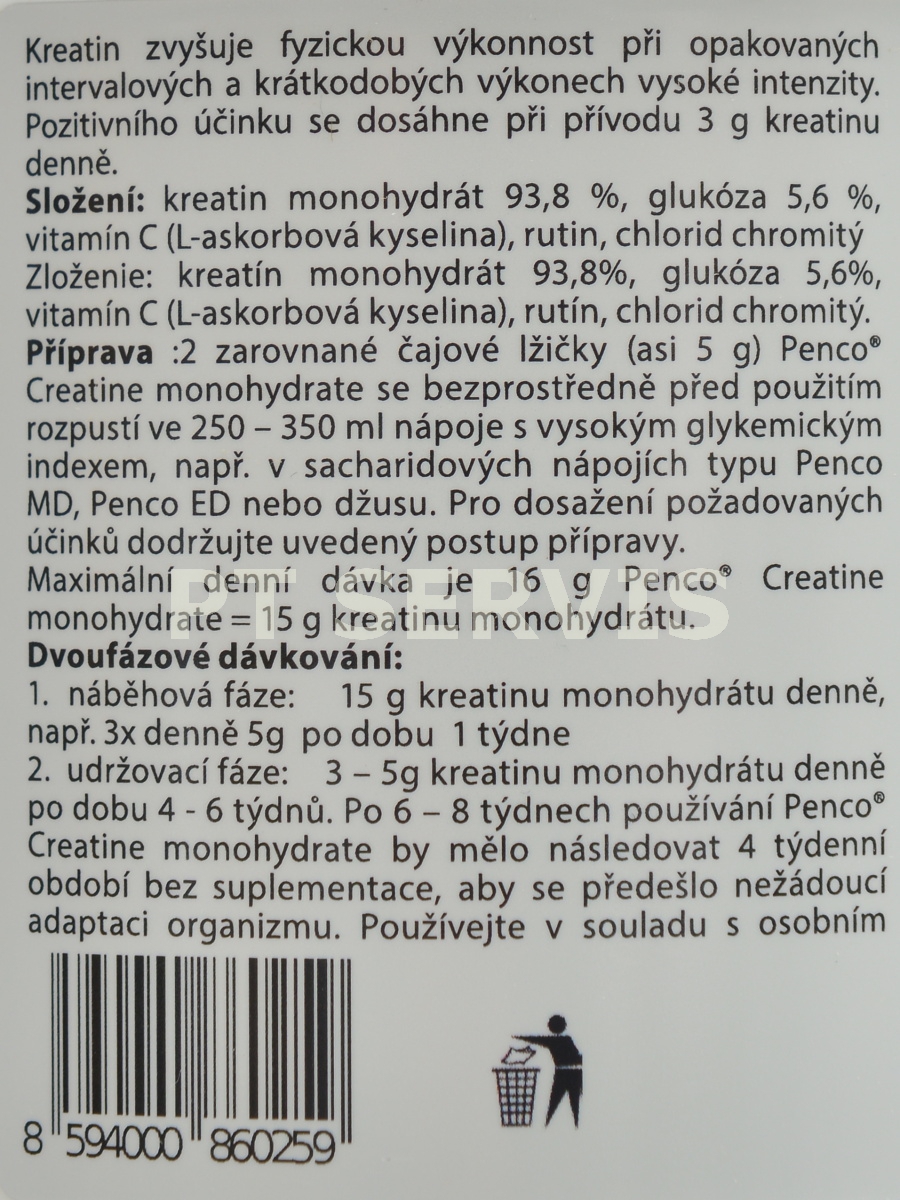 Kreatin zvyšuje fyzickou výkonnost při opakovaných
intervalových a krátkodobých výkonech vysoké intenzity.
Pozitivního účinku se dosáhne při přívodu 3 g kreatinu
denně.
Složení: kreatin monohydrát 93,8 %, glukóza 5,6 %,
vitamín C (L-askorbová kyselina), rutin, chlorid chromitý
Zloženie: kreatín monohydrát 93,8%, glukóza 5,6%,
vitamín C (L-askorbová kyselina), rutín, chlorid chromitý.
Příprava :2 zarovnané čajové lžičky (asi 5 g) Penco®
Creatine monohydrate se bezprostředně před použitím
rozpustí ve 250 – 350 ml nápoje s vysokým glykemickým
indexem, např. v sacharidových nápojích typu Penco
MD, Penco ED nebo džusu. Pro dosažení požadovaných
účinků dodržujte uvedený postup přípravy.
Maximální denní dávka je 16 g Penco® Creatine
monohydrate = 15 g kreatinu monohydrátu.
PT SERVIS
Dvoufázové dávkování:
1. náběhová fáze: 15 g kreatinu monohydrátu denně,
např. 3x denně 5g po dobu 1 týdne
2. udržovací fáze: 3 – 5g kreatinu monohydrátu denně
po dobu 4 - 6 týdnů. Po 6 – 8 týdnech používání Penco®
Creatine monohydrate by mělo následovat 4 týdenní
období bez suplementace, aby se předešlo nežádoucí
adaptaci organizmu. Používejte v souladu s osobním
8 594000 860259